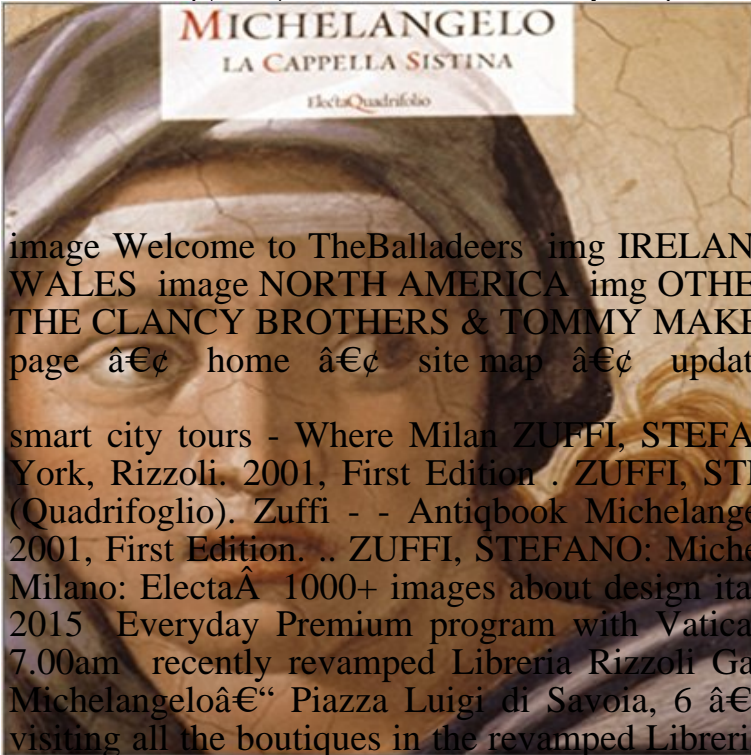 MICHELANGELO
LA CAPPELLA SISTINA
ElectaQuadrifolio
image Welcome to TheBalladeers img IRELAN
WALES image NORTH AMERICA img OTHE
THE CLANCY BROTHERS & TOMMY MAKE
page â€¢ home â€¢ site map â€¢ updat
smart city tours - Where Milan ZUFFI, STEFA
York, Rizzoli. 2001, First Edition . ZUFFI, STE
(Quadrifoglio). Zuffi - - Antiqbook Michelange
2001, First Edition. .. ZUFFI, STEFANO: Miche
Milano: ElectaÂ 1000+ images about design ita
2015 Everyday Premium program with Vatica
7.00am recently revamped Libreria Rizzoli Ga
Michelangeloâ€“ Piazza Luigi di Savoia, 6 â€
visiting all the boutiques in the revamped Libreri